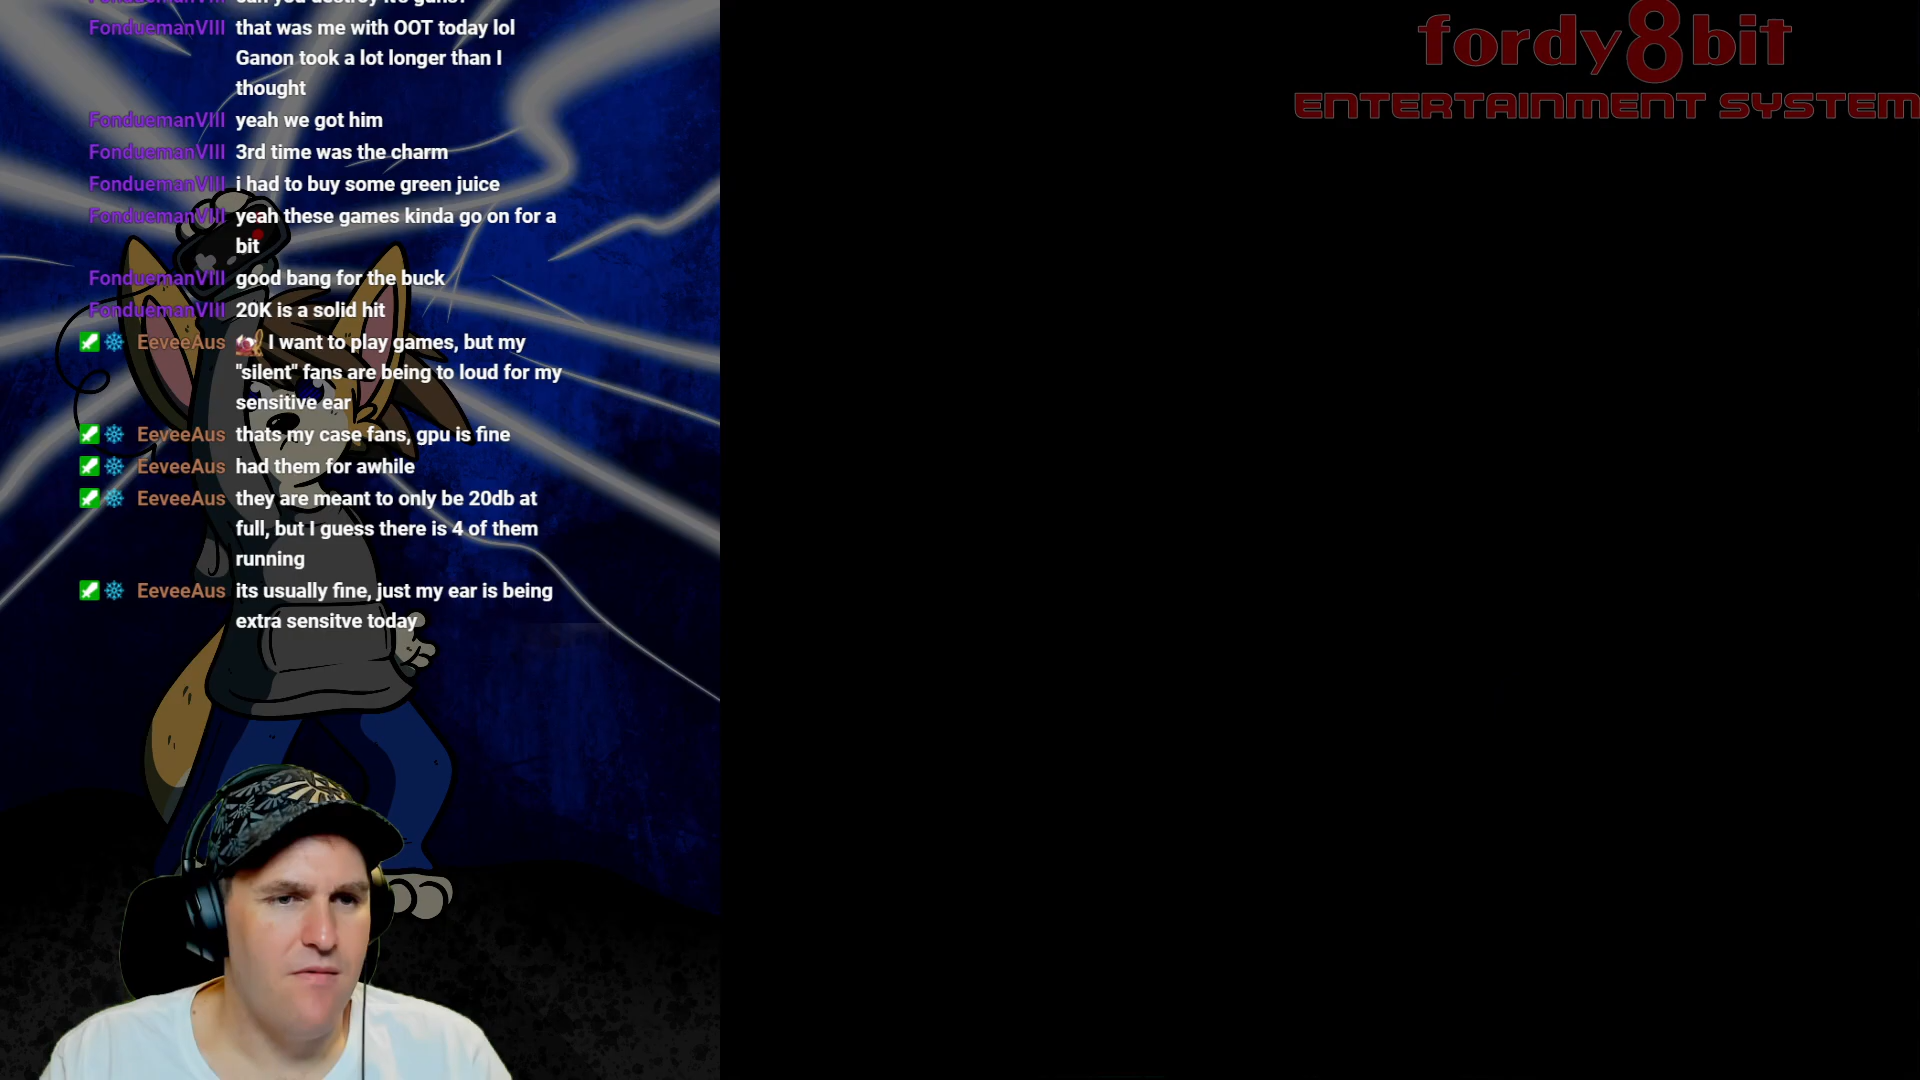 fordy8bit
ENTERTAINMENT SYSTEM
FonduemanVIII that was me with OOT today lol
Ganon took a lot longer than I
thought
FonduemanVIII yeah we got him
FonduemanVIII 3rd time was the charm
FonduemanVIII i had to buy some green juice
FonduemanVIII yeah these games kinda go on for a
bit
FonduemanVIII good bang for the buck
FonduemanVIII 20K is a solid hit
EeveeAus I want to play games, but my
"silent" fans are being to loud for my
sensitive ear
EeveeAus thats my case fans, gpu is fine
EeveeAus had them for awhile
EeveeAus they are meant to only be 20db at
full, but I guess there is 4 of them
running
EeveeAus its usually fine, just my ear is being
extra sensitve today